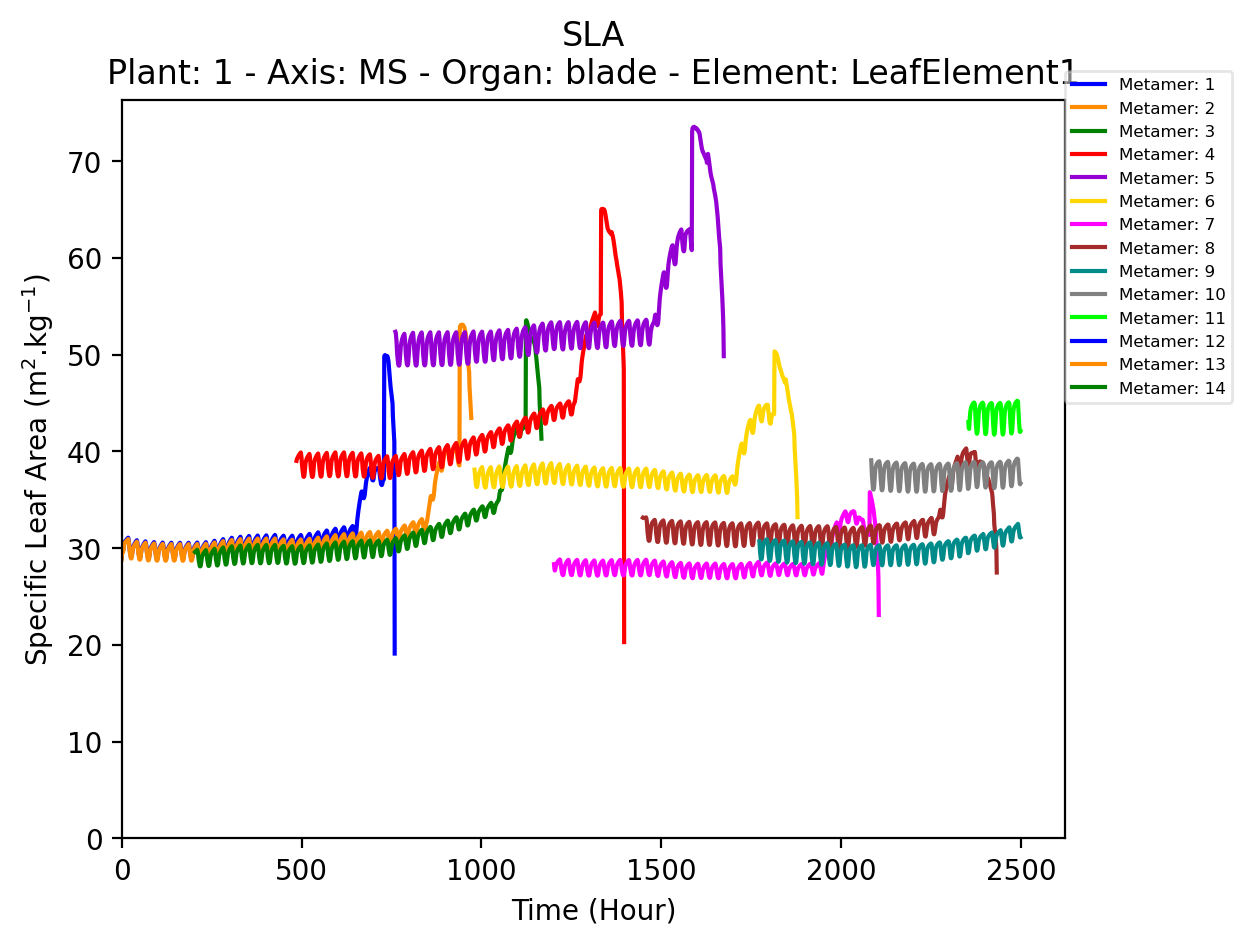 SLA
Plant: 1 - Axis: MS - Organ: blade - Element: LeafElement1
Metamer: 1
Metamer: 2
Metamer: 3
Metamer: 4
Metamer: 5
Metamer: 6
Metamer: 7
Metamer: 8
Metamer: 9
Metamer: 10
Metamer: 11
Metamer: 12
Metamer: 13
Metamer: 14
Specific Leaf Area (m².kg⁻¹)
70
60
50
40
30
20
10
0
0 500 1000 1500 2000 2500
Time (Hour)